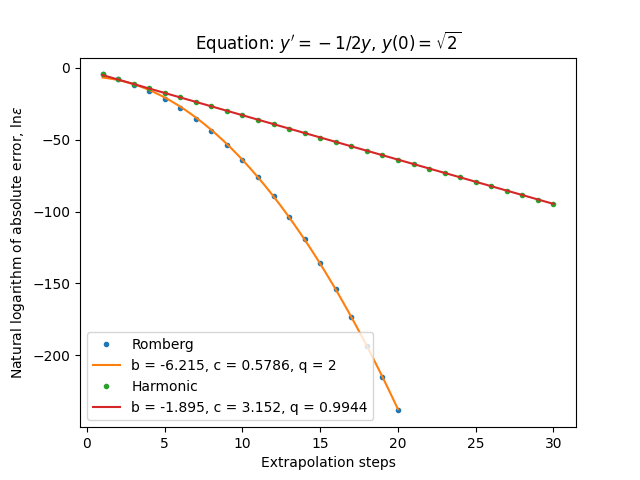 Equation: y′ = −1/2y, y(0) = √2
Natural logarithm of absolute error, lnε
0
−50
−100
−150
−200
Romberg
b = -6.215, c = 0.5786, q = 2
Harmonic
b = -1.895, c = 3.152, q = 0.9944
0 5 10 15 20 25 30
Extrapolation steps